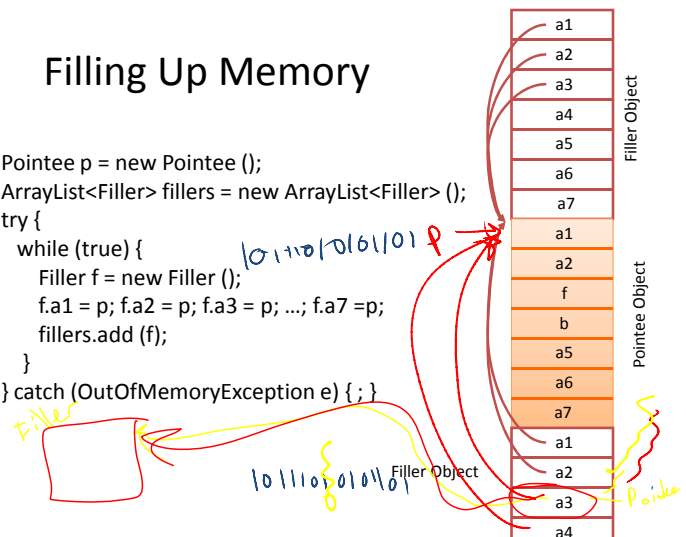 Filling Up Memory
Pointee p = new Pointee ();
ArrayList<Filler> fillers = new ArrayList<Filler> ();
try {
while (true) {
Filler f = new Filler ();
f.a1 = p; f.a2 = p; f.a3 = p; …; f.a7 =p;
fillers.add (f);
}
} catch (OutOfMemoryException e) { ; }
P
Filler
a1
a2
a3
a4
a5
a6
a7
Filler Object
a1
a2
f
b
a5
a6
a7
Pointee Object
a1
a2
a3
a4
Filler Object